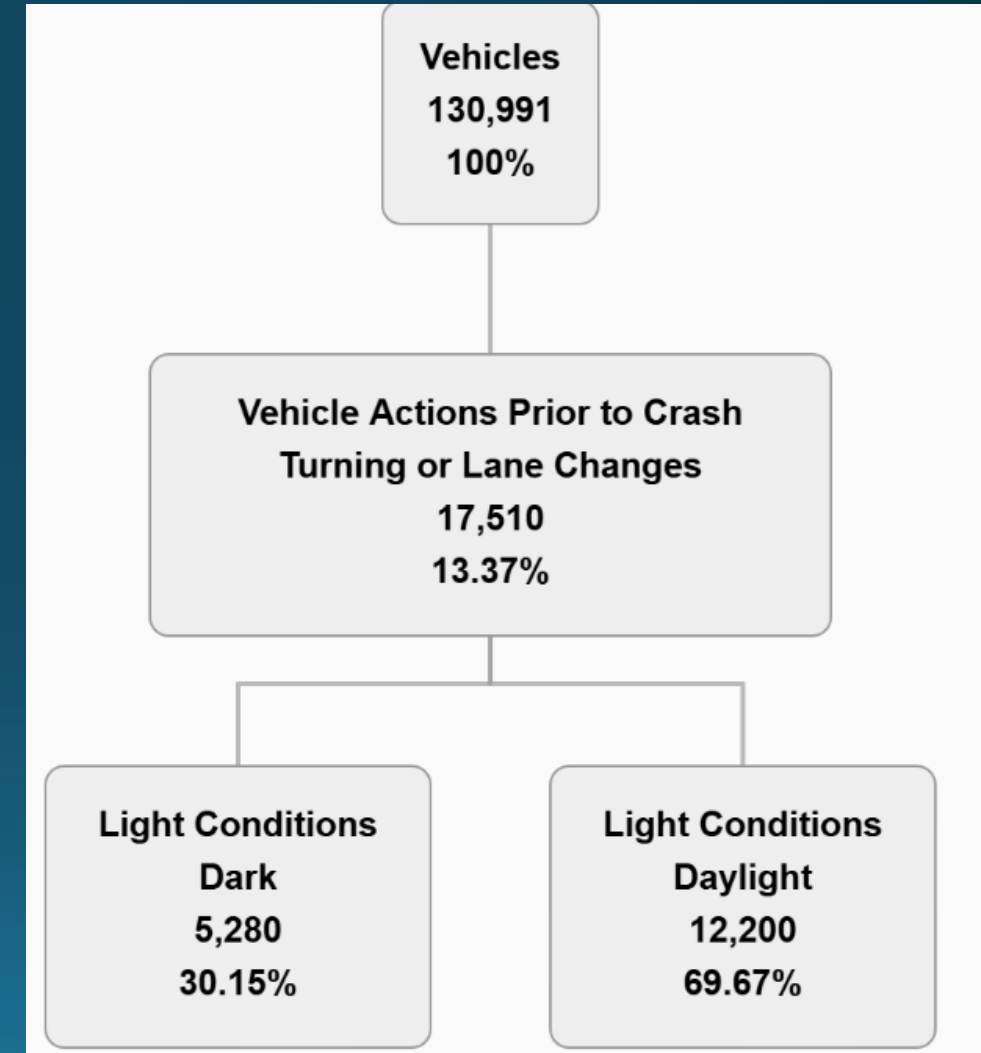 Vehicles
130,991
100%
Vehicle Actions Prior to Crash
Turning or Lane Changes
17,510
13.37%
Light Conditions
Dark
5,280
30.15%
Light Conditions
Daylight
12,200
69.67%